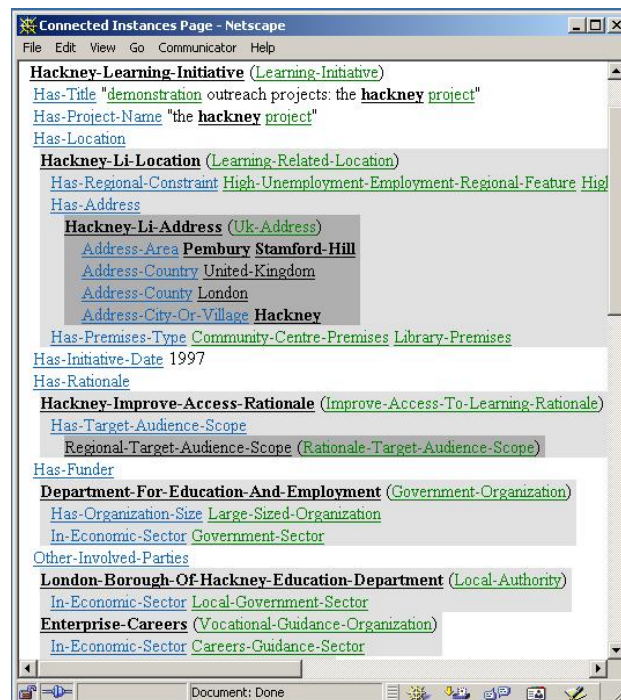 Connected Instances Page - Netscape
File Edit View Go Communicator Help
Hackney-Learning-Initiative (Learning-Initiative)
Has-Title "demonstration outreach projects: the hackney project"
Has-Project-Name "the hackney project"
Has-Location
Hackney-Li-Location (Learning-Related-Location)
Has-Regional-Constraint High-Unemployment-Employment-Regional-Feature Higl
Has-Address
Hackney-Li-Address (Uk-Address)
Address-Area Pembury Stamford-Hill
Address-Country United-Kingdom
Address-County London
Address-City-Or-Village Hackney
Has-Premises-Type Community-Centre-Premises Library-Premises
Has-Initiative-Date 1997
Has-Rationale
Hackney-Improve-Access-Rationale (Improve-Access-To-Learning-Rationale)
Has-Target-Audience-Scope
Regional-Target-Audience-Scope (Rationale-Target-Audience-Scope)
Has-Funder
Department-For-Education-And-Employment (Government-Organization)
Has-Organization-Size Large-Sized-Organization
In-Economic-Sector Government-Sector
Other-Involved-Parties
London-Borough-Of-Hackney-Education-Department (Local-Authority)
In-Economic-Sector Local-Government-Sector
Enterprise-Careers (Vocational-Guidance-Organization)
In-Economic-Sector Careers-Guidance-Sector
Document: Done